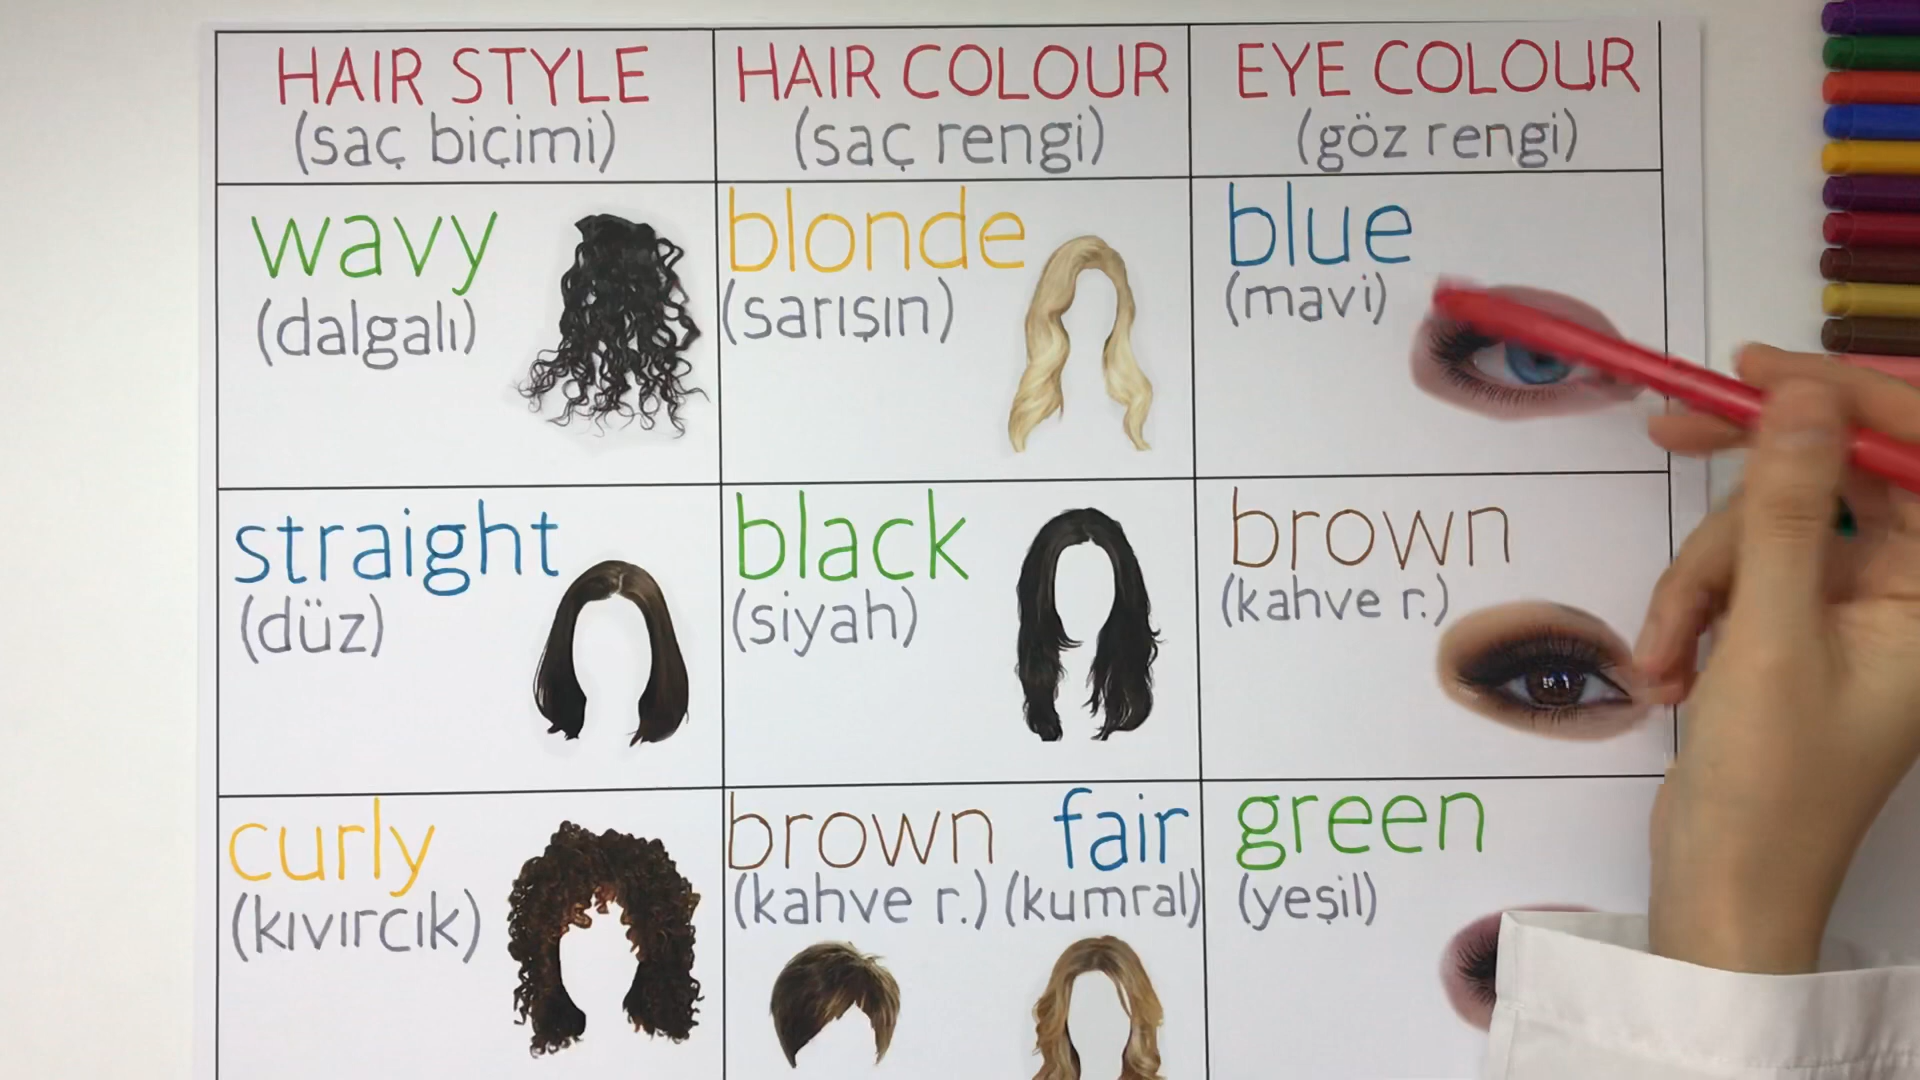 HAIR STYLE
(saç biçimi)
HAIR COLOUR
(saç rengi)
EYE COLOUR
(göz rengi)
wavy
(dalgalı)
blonde
(sarışın)
blue
(mavi)
straight
(düz)
black
(siyah)
brown
(kahve r.)
curly
(kıvırcık)
brown fair
(kahve r.) (kumral)
green
(yeşil)